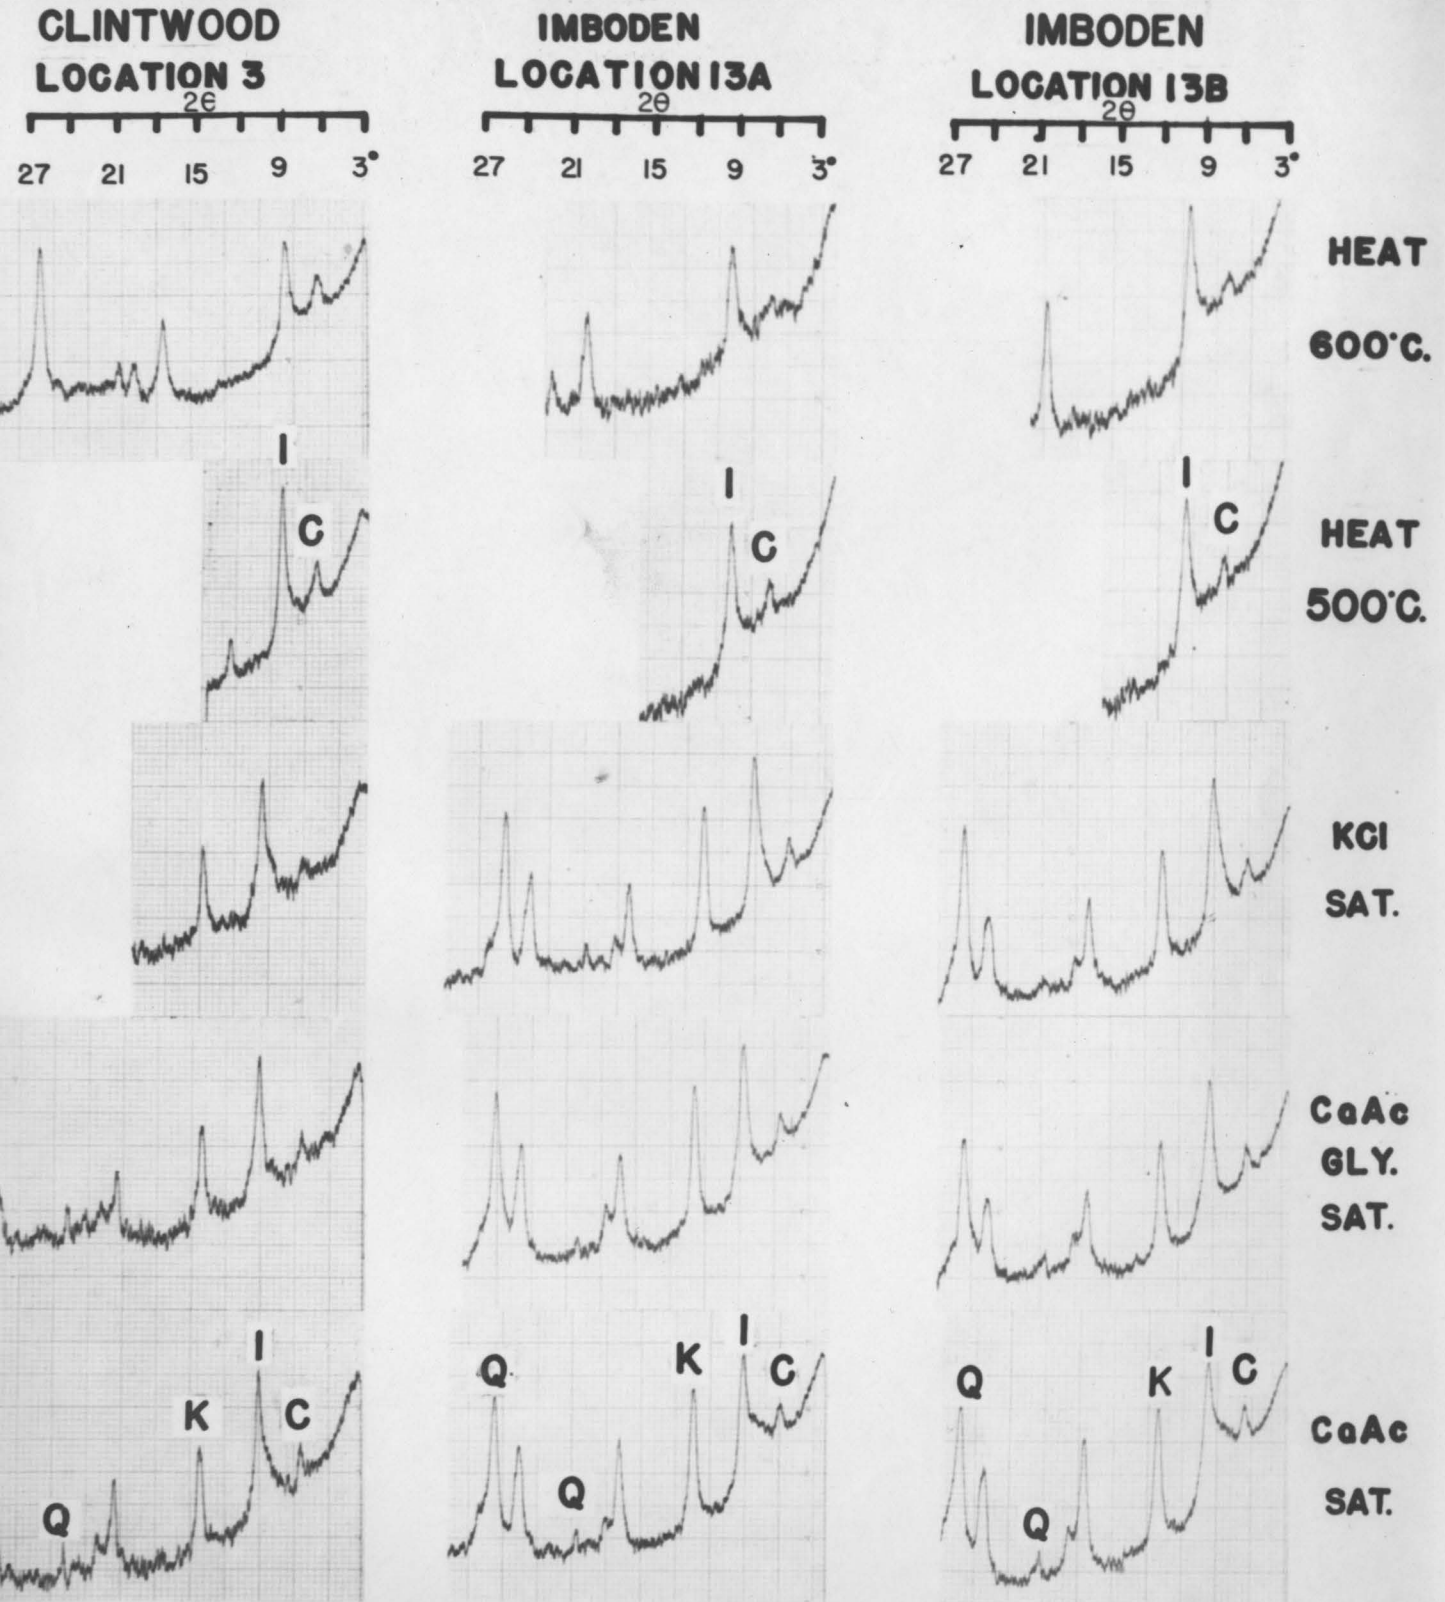 CLINTWOOD
LOCATION 3
2θ
27 21 15 9 3°
IMBODEN
LOCATION 13A
2θ
27 21 15 9 3°
IMBODEN
LOCATION 13B
2θ
27 21 15 9 3°
HEAT
600°C.
I
C
I
C
I
C
HEAT
500°C.
KCl
SAT.
CaAc
GLY.
SAT.
Q
K
I
C
Q
Q
K
I
C
Q
Q
K
I
C
CaAc
SAT.